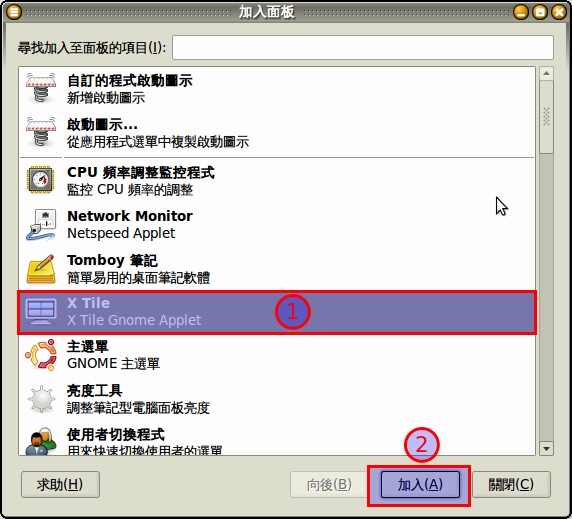 加入面板
尋找加入至面板的項目(I):
自訂的程式啟動圖示
新增啟動圖示
啟動圖示...
從應用程式選單中複製啟動圖示
CPU 頻率調整監控程式
監控 CPU 頻率的調整
Network Monitor
Netspeed Applet
Tomboy 筆記
簡單易用的桌面筆記軟體
X Tile
X Tile Gnome Applet
1
主選單
GNOME 主選單
亮度工具
調整筆記型電腦面板亮度
使用者切換程式
用來快速切換使用者的選單
2
求助(H)
向後(B)
加入(A)
關閉(C)